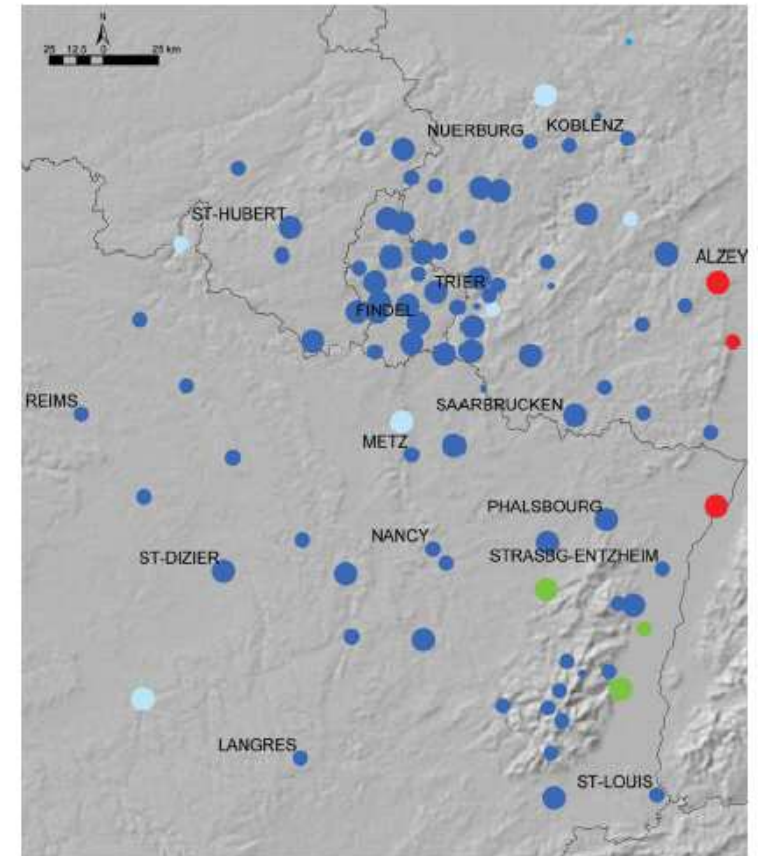 N
25 12,5 0 25 km
NUERBURG KOBLENZ
ST-HUBERT
ALZEY
TRIER
FINDEL
REIMS
SAARBRUCKEN
METZ
PHALSBOURG
NANCY
ST-DIZIER
STRASBG-ENTZHEIM
LANGRES
ST-LOUIS